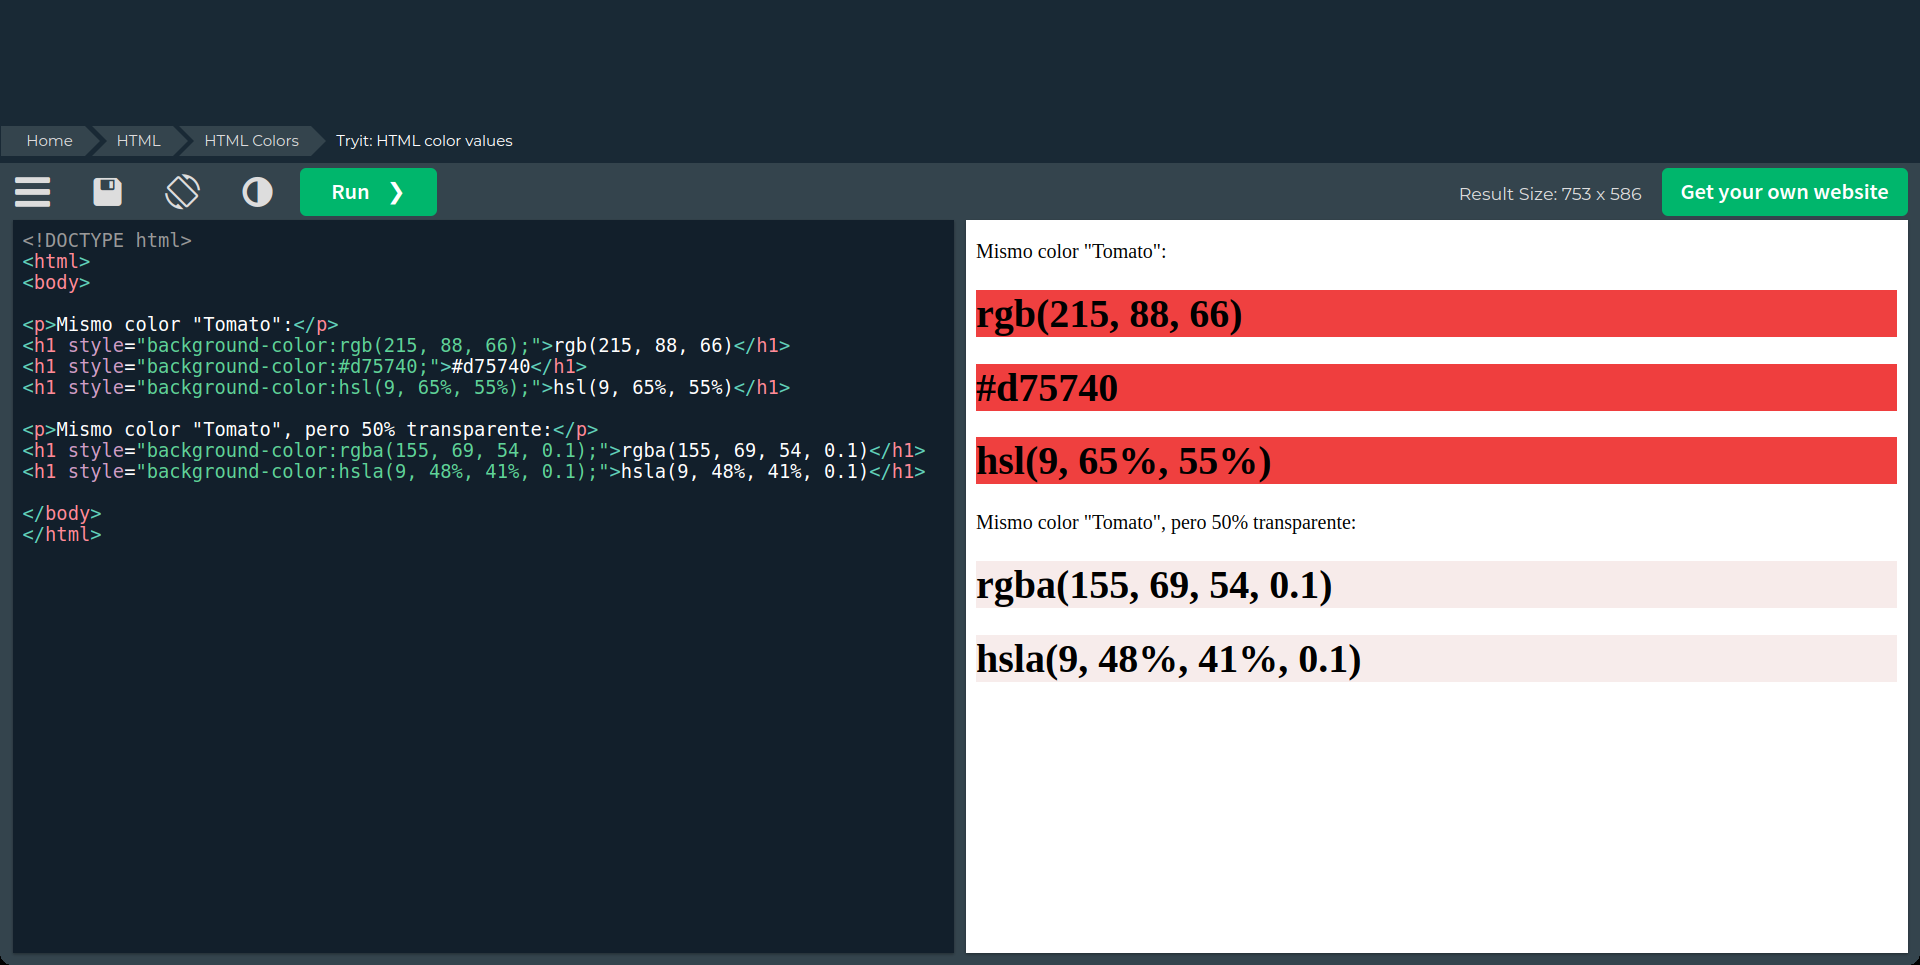 Home HTML HTML Colors Tryit: HTML color values
Run ❯ Result Size: 753 x 586 Get your own website
<!DOCTYPE html>
<html>
<body>
<p>Mismo color "Tomato":</p>
<h1 style="background-color:rgb(215, 88, 66);">rgb(215, 88, 66)</h1>
<h1 style="background-color:#d75740;">#d75740</h1>
<h1 style="background-color:hsl(9, 65%, 55%);">hsl(9, 65%, 55%)</h1>
<p>Mismo color "Tomato", pero 50% transparente:</p>
<h1 style="background-color:rgba(155, 69, 54, 0.1);">rgba(155, 69, 54, 0.1)</h1>
<h1 style="background-color:hsla(9, 48%, 41%, 0.1);">hsla(9, 48%, 41%, 0.1)</h1>
</body>
</html>
Mismo color "Tomato":
rgb(215, 88, 66)
#d75740
hsl(9, 65%, 55%)
Mismo color "Tomato", pero 50% transparente:
rgba(155, 69, 54, 0.1)
hsla(9, 48%, 41%, 0.1)